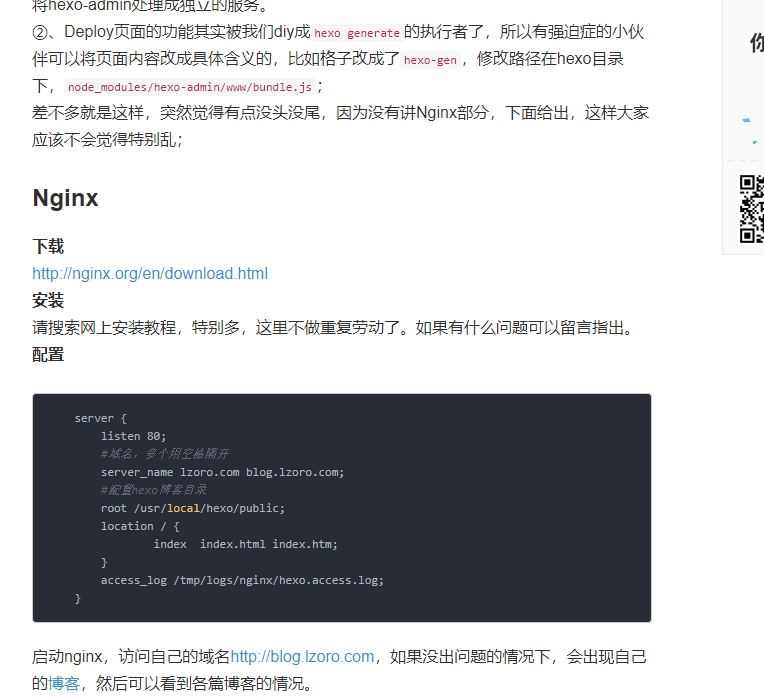 将hexo-admin处理成独立的服务。
②、Deploy页面的功能其实被我们diy成 hexo generate 的执行者了，所以有强迫症的小伙
伴可以将页面内容改成具体含义的，比如格子改成了 hexo-gen ，修改路径在hexo目录
下， node_modules/hexo-admin/www/bundle.js ；
差不多就是这样，突然觉得有点没头没尾，因为没有讲Nginx部分，下面给出，这样大家
应该不会觉得特别乱；
Nginx
下载
http://nginx.org/en/download.html
安装
请搜索网上安装教程，特别多，这里不做重复劳动了。如果有什么问题可以留言指出。
配置
server {
listen 80;
#域名，多个用空格隔开
server_name lzoro.com blog.lzoro.com;
#配置hexo博客目录
root /usr/local/hexo/public;
location / {
index  index.html index.htm;
}
access_log /tmp/logs/nginx/hexo.access.log;
}
启动nginx，访问自己的域名http://blog.lzoro.com，如果没出问题的情况下，会出现自己
的博客，然后可以看到各篇博客的情况。